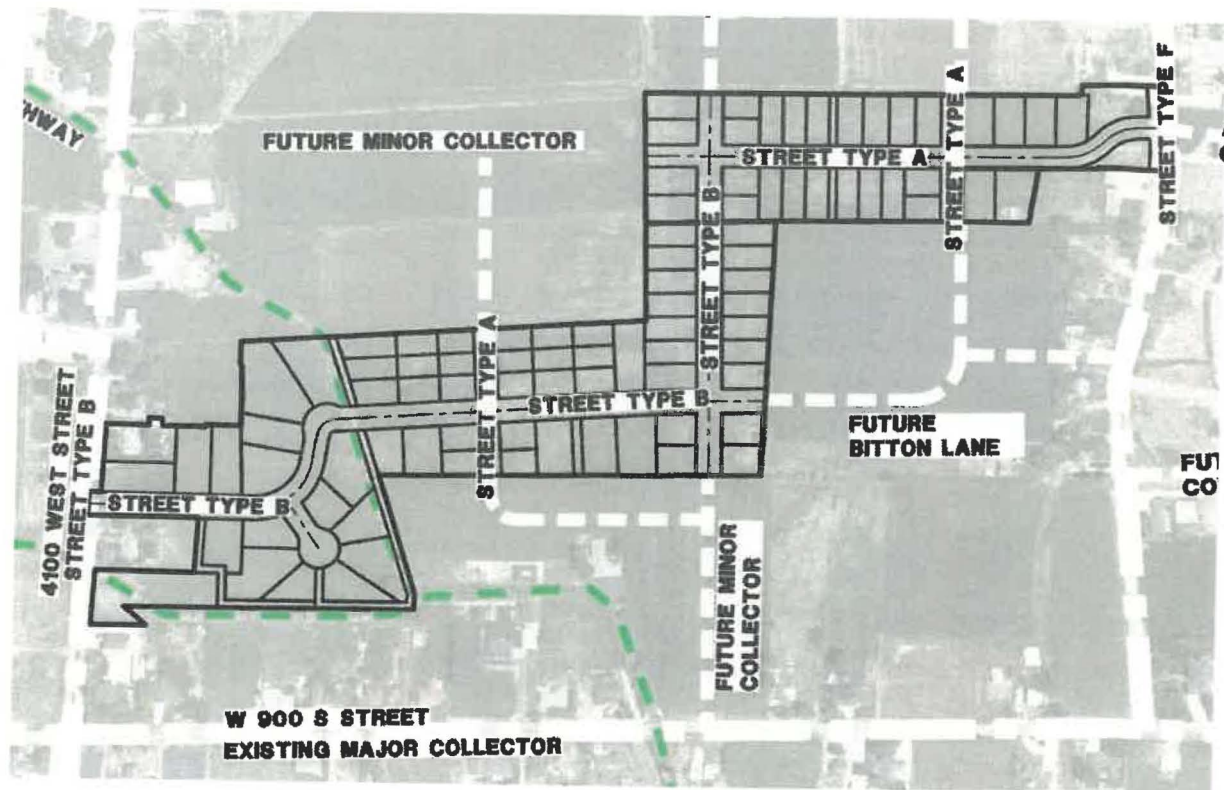 HWAY
FUTURE MINOR COLLECTOR
STREET TYPE A
STREET TYPE A
STREET TYPE F
STREET TYPE B
STREET TYPE A
STREET TYPE B
4100 WEST STREET
STREET TYPE B
STREET TYPE B
FUTURE
BITTON LANE
FUT
CO
FUTURE MINOR
COLLECTOR
W 900 S STREET
EXISTING MAJOR COLLECTOR